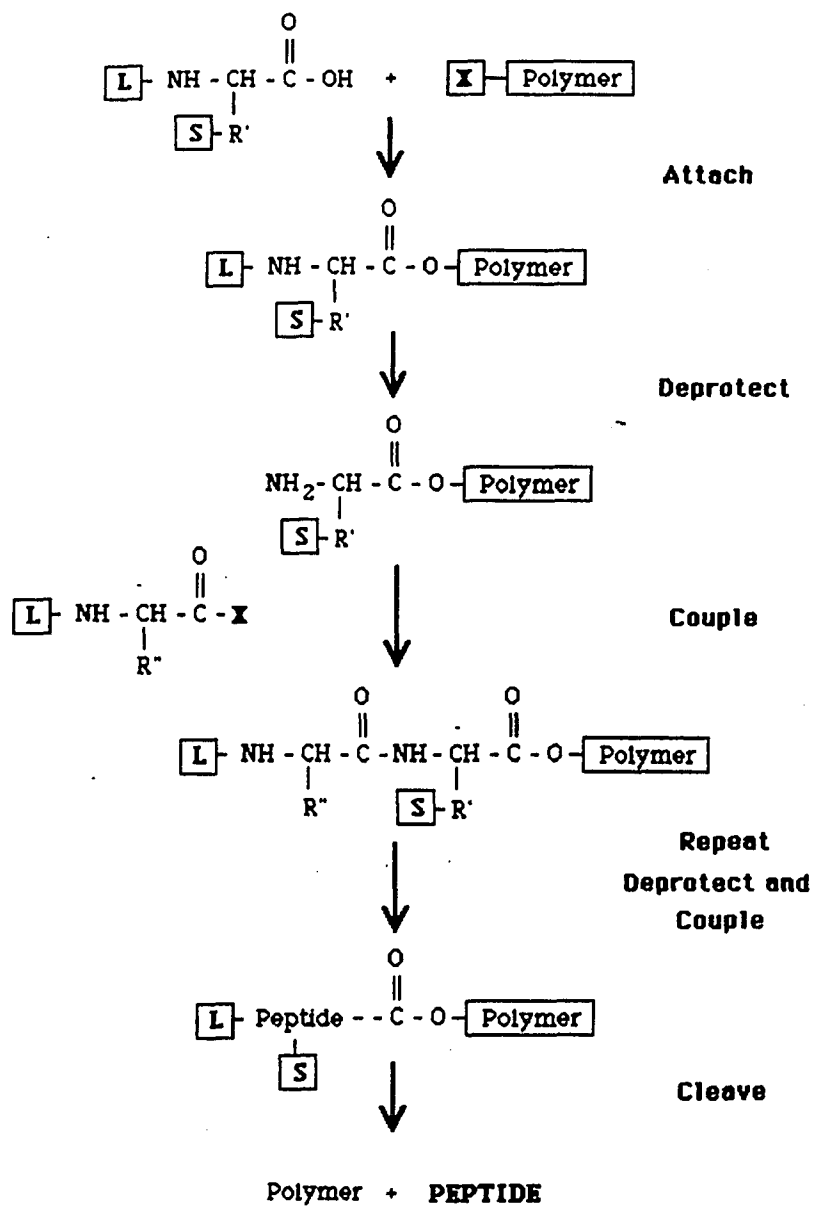 O
L - NH - CH - C - OH + X - Polymer
S - R'
Attach
O
L - NH - CH - C - O - Polymer
S - R'
Deprotect
O
NH2 - CH - C - O - Polymer
S - R'
O
L - NH - CH - C - X
R"
Couple
O O
L - NH - CH - C - NH - CH - C - O - Polymer
R" S - R'
Repeat
Deprotect and
Couple
O
L - Peptide - - C - O - Polymer
S
Cleave
Polymer + PEPTIDE